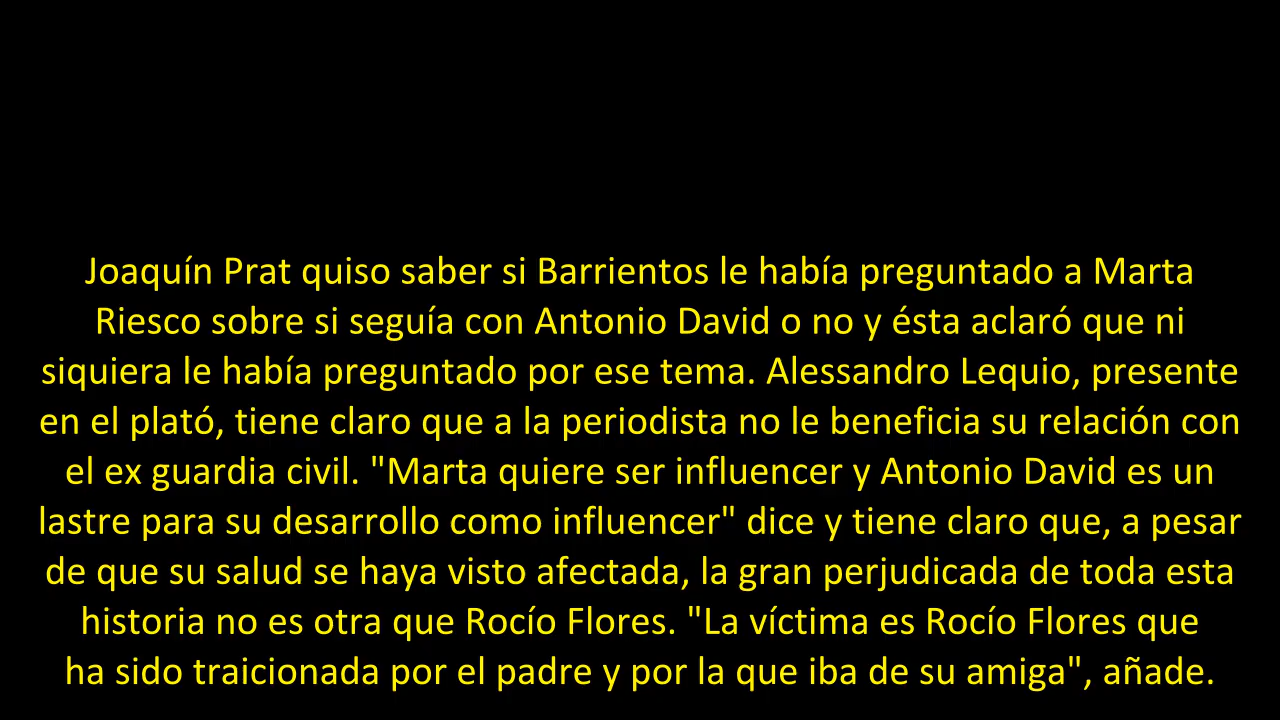 Joaquín Prat quiso saber si Barrientos le había preguntado a Marta
Riesco sobre si seguía con Antonio David o no y ésta aclaró que ni
siquiera le había preguntado por ese tema. Alessandro Lequio, presente
en el plató, tiene claro que a la periodista no le beneficia su relación con
el ex guardia civil. "Marta quiere ser influencer y Antonio David es un
lastre para su desarrollo como influencer" dice y tiene claro que, a pesar
de que su salud se haya visto afectada, la gran perjudicada de toda esta
historia no es otra que Rocío Flores. "La víctima es Rocío Flores que
ha sido traicionada por el padre y por la que iba de su amiga", añade.